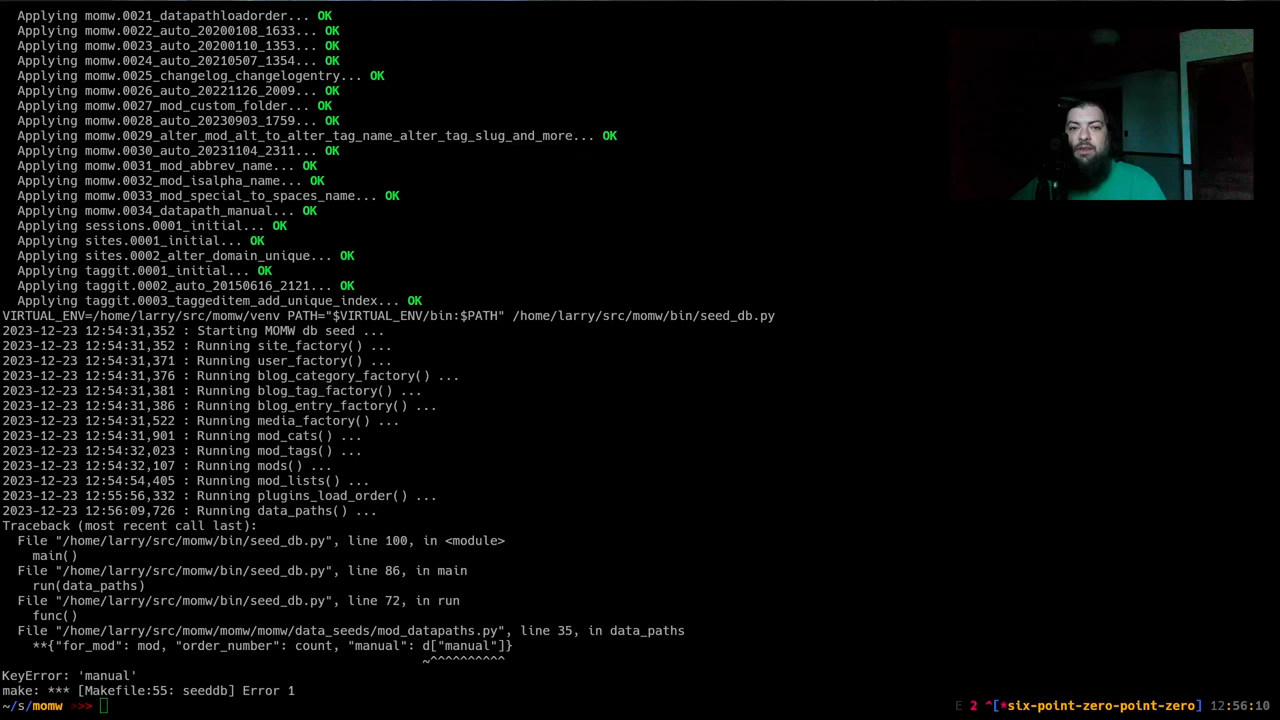 Applying momw.0021_datapathloadorder... OK
Applying momw.0022_auto_20200108_1633... OK
Applying momw.0023_auto_20200110_1353... OK
Applying momw.0024_auto_20210507_1354... OK
Applying momw.0025_changelog_changelogentry... OK
Applying momw.0026_auto_20221126_2009... OK
Applying momw.0027_mod_custom_folder... OK
Applying momw.0028_auto_20230903_1759... OK
Applying momw.0029_alter_mod_alt_to_alter_tag_name_alter_tag_slug_and_more... OK
Applying momw.0030_auto_20231104_2311... OK
Applying momw.0031_mod_abbrev_name... OK
Applying momw.0032_mod_isalpha_name... OK
Applying momw.0033_mod_special_to_spaces_name... OK
Applying momw.0034_datapath_manual... OK
Applying sessions.0001_initial... OK
Applying sites.0001_initial... OK
Applying sites.0002_alter_domain_unique... OK
Applying taggit.0001_initial... OK
Applying taggit.0002_auto_20150616_2121... OK
Applying taggit.0003_taggeditem_add_unique_index... OK
VIRTUAL_ENV=/home/larry/src/momw/venv PATH="$VIRTUAL_ENV/bin:$PATH" /home/larry/src/momw/bin/seed_db.py
2023-12-23 12:54:31,352 : Starting MOMW db seed ...
2023-12-23 12:54:31,352 : Running site_factory() ...
2023-12-23 12:54:31,371 : Running user_factory() ...
2023-12-23 12:54:31,376 : Running blog_category_factory() ...
2023-12-23 12:54:31,381 : Running blog_tag_factory() ...
2023-12-23 12:54:31,386 : Running blog_entry_factory() ...
2023-12-23 12:54:31,522 : Running media_factory() ...
2023-12-23 12:54:31,901 : Running mod_cats() ...
2023-12-23 12:54:32,023 : Running mod_tags() ...
2023-12-23 12:54:32,107 : Running mods() ...
2023-12-23 12:54:54,405 : Running mod_lists() ...
2023-12-23 12:55:56,332 : Running plugins_load_order() ...
2023-12-23 12:56:09,726 : Running data_paths() ...
Traceback (most recent call last):
File "/home/larry/src/momw/bin/seed_db.py", line 100, in <module>
main()
File "/home/larry/src/momw/bin/seed_db.py", line 86, in main
run(data_paths)
File "/home/larry/src/momw/bin/seed_db.py", line 72, in run
func()
File "/home/larry/src/momw/momw/momw/data_seeds/mod_datapaths.py", line 35, in data_paths
**{"for_mod": mod, "order_number": count, "manual": d["manual"]}
~^^^^^^^^^^
KeyError: 'manual'
make: *** [Makefile:55: seeddb] Error 1
~/s/momw >>> E 2 ^[*six-point-zero-point-zero] 12:56:10